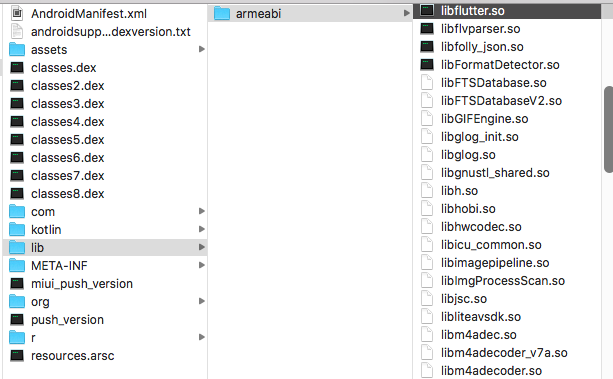 AndroidManifest.xml
androidsupp...dexversion.txt
assets
classes.dex
classes2.dex
classes3.dex
classes4.dex
classes5.dex
classes6.dex
classes7.dex
classes8.dex
com
kotlin
lib
META-INF
miui_push_version
org
push_version
r
resources.arsc
armeabi
libflutter.so
libflvparser.so
libfolly_json.so
libFormatDetector.so
libFTSDatabase.so
libFTSDatabaseV2.so
libGIFEngine.so
libglog_init.so
libglog.so
libgnustl_shared.so
libh.so
libhobi.so
libhwcodec.so
libicu_common.so
libimagepipeline.so
libImgProcessScan.so
libjsc.so
libliteavsdk.so
libm4adec.so
libm4adecoder_v7a.so
libm4adecoder.so